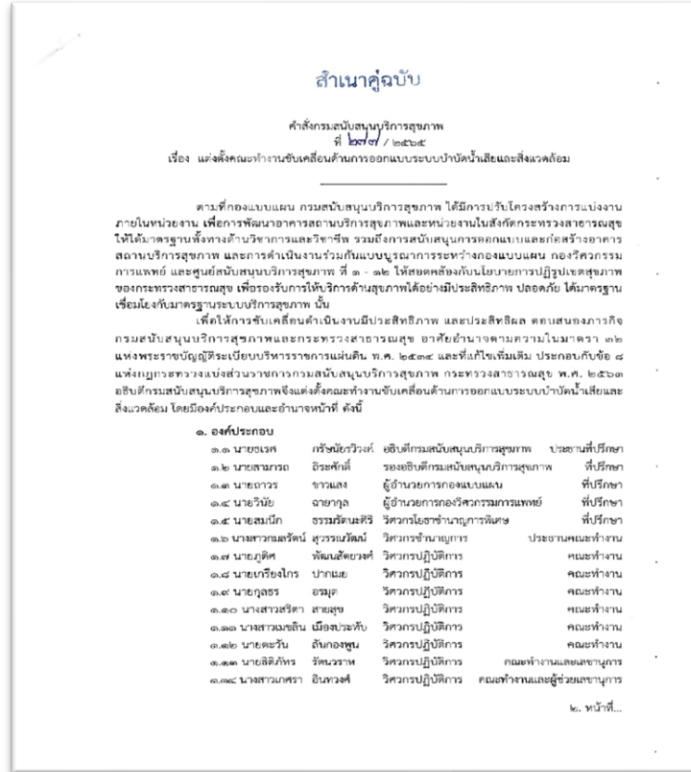 สำเนาคู่ฉบับ
คำสั่งกรมสนับสนุนบริการสุขภาพ
ที่ ๒๗๗ / ๒๕๖๕
เรื่อง แต่งตั้งคณะทำงานขับเคลื่อนด้านการออกแบบระบบบำบัดน้ำเสียและสิ่งแวดล้อม
ตามที่กองแบบแผน กรมสนับสนุนบริการสุขภาพ ได้มีการปรับโครงสร้างการแบ่งงาน
ภายในหน่วยงาน เพื่อการพัฒนาอาคารสถานบริการสุขภาพและหน่วยงานในสังกัดกระทรวงสาธารณสุข
ให้ได้มาตรฐานทั้งทางด้านวิชาการและวิชาชีพ รวมถึงการสนับสนุนการออกแบบและก่อสร้างอาคาร
สถานบริการสุขภาพ และการดำเนินงานร่วมกันแบบบูรณาการระหว่างกองแบบแผน กองวิศวกรรม
การแพทย์ และศูนย์สนับสนุนบริการสุขภาพ ที่ ๑ - ๑๒ ให้สอดคล้องกับนโยบายการปฏิรูปเขตสุขภาพ
ของกระทรวงสาธารณสุข เพื่อรองรับการให้บริการด้านสุขภาพได้อย่างมีประสิทธิภาพ ปลอดภัย ได้มาตรฐาน
เชื่อมโยงกับมาตรฐานระบบบริการสุขภาพ นั้น
เพื่อให้การขับเคลื่อนดำเนินงานมีประสิทธิภาพ และประสิทธิผล ตอบสนองภารกิจ
กรมสนับสนุนบริการสุขภาพและกระทรวงสาธารณสุข อาศัยอำนาจตามความในมาตรา ๓๒
แห่งพระราชบัญญัติระเบียบบริหารราชการแผ่นดิน พ.ศ. ๒๕๓๔ และที่แก้ไขเพิ่มเติม ประกอบกับข้อ ๘
แห่งกฎกระทรวงแบ่งส่วนราชการกรมสนับสนุนบริการสุขภาพ กระทรวงสาธารณสุข พ.ศ. ๒๕๖๓
อธิบดีกรมสนับสนุนบริการสุขภาพจึงแต่งตั้งคณะทำงานขับเคลื่อนด้านการออกแบบระบบบำบัดน้ำเสียและ
สิ่งแวดล้อม โดยมีองค์ประกอบและอำนาจหน้าที่ ดังนี้
๑. องค์ประกอบ
๑.๑ นายธเรศ กรัษนัยรวิวงค์ อธิบดีกรมสนับสนุนบริการสุขภาพ ประธานที่ปรึกษา
๑.๒ นายสามารถ ถิระศักดิ์ รองอธิบดีกรมสนับสนุนบริการสุขภาพ ที่ปรึกษา
๑.๓ นายถาวร ขาวแสง ผู้อำนวยการกองแบบแผน ที่ปรึกษา
๑.๔ นายวินัย ฉายากุล ผู้อำนวยการกองวิศวกรรมการแพทย์ ที่ปรึกษา
๑.๕ นายสมนึก ธรรมรัตนะศิริ วิศวกรโยธาชำนาญการพิเศษ ที่ปรึกษา
๑.๖ นางสาวกมลรัตน์ สุวรรณวัฒน์ วิศวกรชำนาญการ ประธานคณะทำงาน
๑.๗ นายภูดิศ พัฒนสัตยวงศ์ วิศวกรปฏิบัติการ คณะทำงาน
๑.๘ นายเกรียงไกร ปากเมย วิศวกรปฏิบัติการ คณะทำงาน
๑.๙ นายกุลธร อรมุต วิศวกรปฏิบัติการ คณะทำงาน
๑.๑๐ นางสาวสริตา สายสุข วิศวกรปฏิบัติการ คณะทำงาน
๑.๑๑ นางสาวเมขลิน เมืองประทับ วิศวกรปฏิบัติการ คณะทำงาน
๑.๑๒ นายตะวัน ลันกองพูน วิศวกรปฏิบัติการ คณะทำงาน
๑.๑๓ นายลิติภัทร รัตนวราห วิศวกรปฏิบัติการ คณะทำงานและเลขานุการ
๑.๑๔ นางสาวเกศรา อินทวงศ์ วิศวกรปฏิบัติการ คณะทำงานและผู้ช่วยเลขานุการ
๒. หน้าที่...